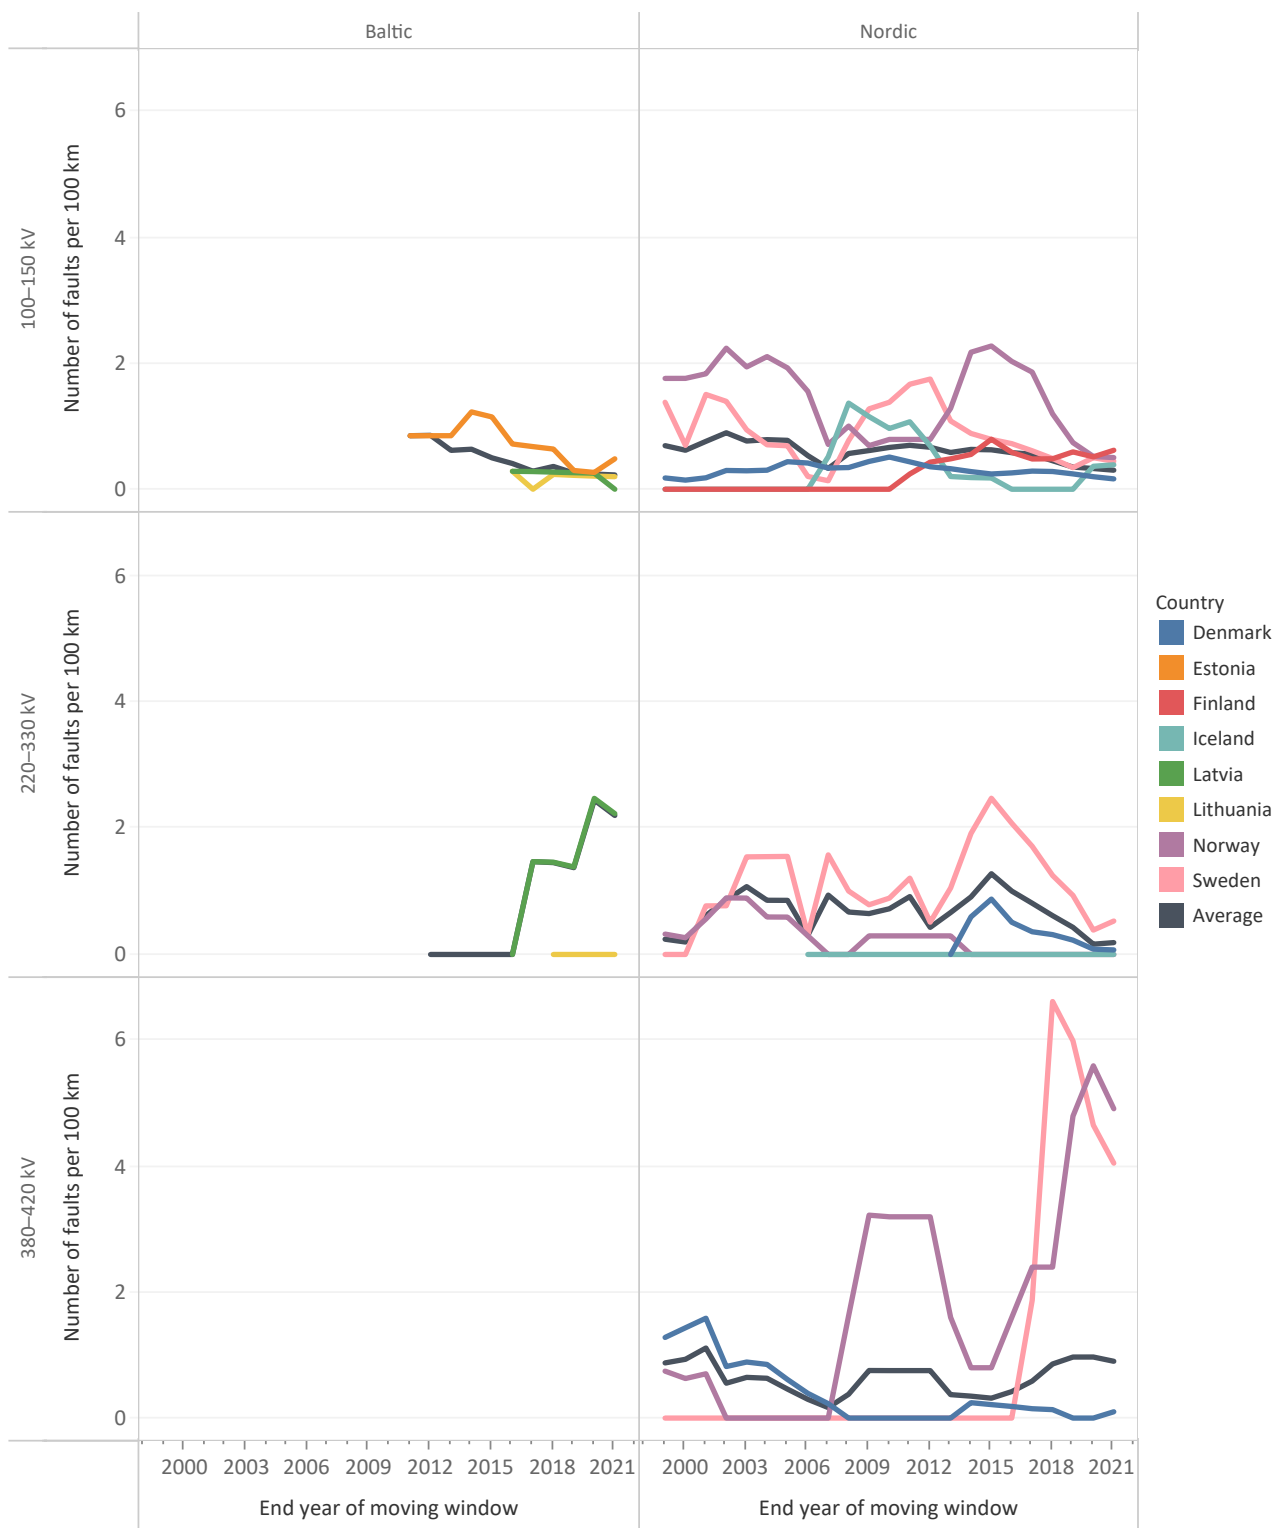 Baltic
Nordic
100–150 kV
Number of faults per 100 km
6
4
2
0
220–330 kV
Number of faults per 100 km
6
4
2
0
380–420 kV
Number of faults per 100 km
6
4
2
0
2000 2003 2006 2009 2012 2015 2018 2021
2000 2003 2006 2009 2012 2015 2018 2021
End year of moving window
End year of moving window
Country
Denmark
Estonia
Finland
Iceland
Latvia
Lithuania
Norway
Sweden
Average